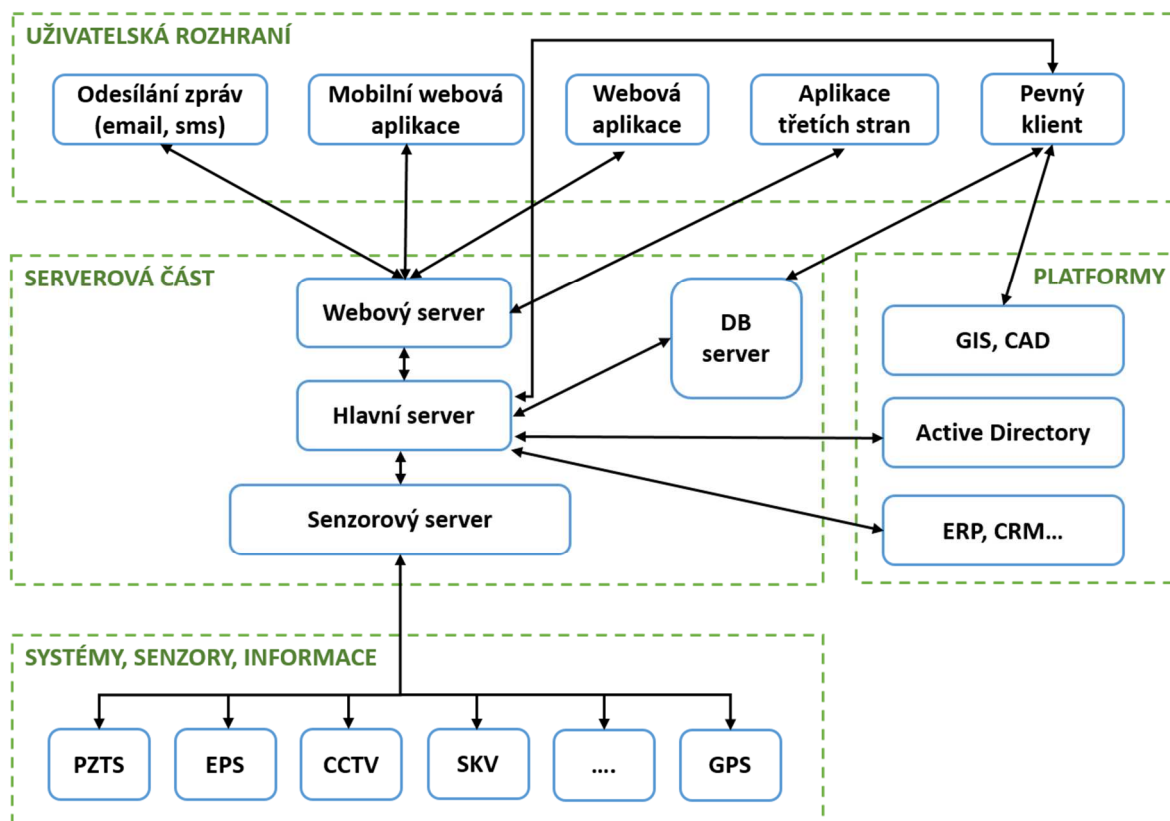 UŽIVATELSKÁ ROZHRANÍ
Odesílání zpráv
(email, sms)
Mobilní webová
aplikace
Webová
aplikace
Aplikace
třetích stran
Pevný
klient
SERVEROVÁ ČÁST
Webový server
DB
server
Hlavní server
Senzorový server
PLATFORMY
GIS, CAD
Active Directory
ERP, CRM...
SYSTÉMY, SENZORY, INFORMACE
PZTS
EPS
CCTV
SKV
....
GPS